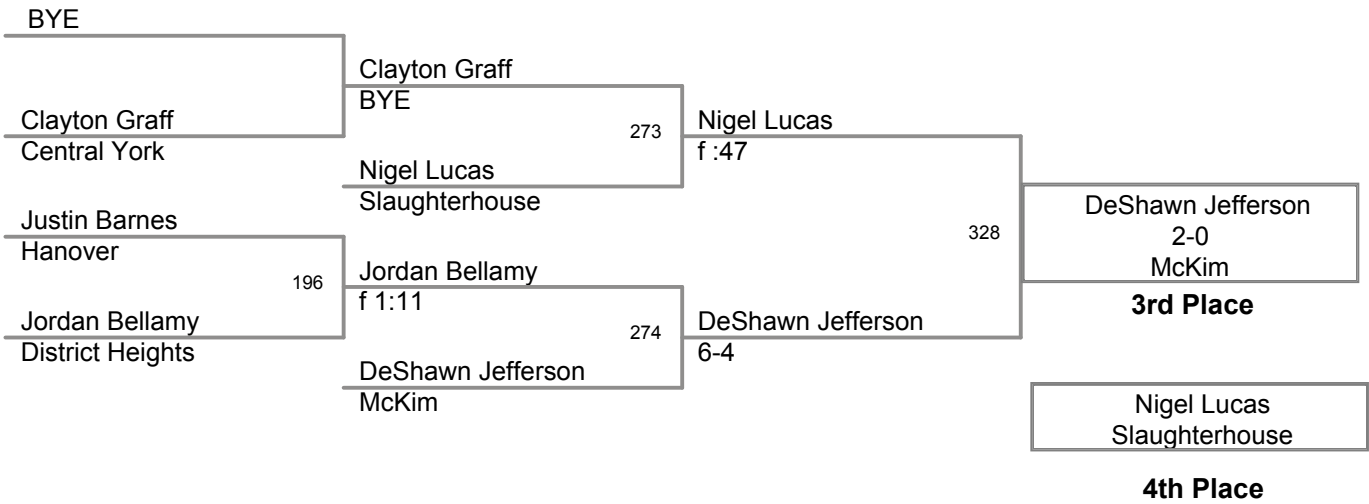 BYE
Clayton Graff
Central York
Justin Barnes
Hanover
196
Jordan Bellamy
District Heights
Clayton Graff
BYE
273
Nigel Lucas
Slaughterhouse
Jordan Bellamy
f 1:11
274
DeShawn Jefferson
McKim
Nigel Lucas
f :47
328
DeShawn Jefferson
6-4
DeShawn Jefferson
2-0
McKim
3rd Place
Nigel Lucas
Slaughterhouse
4th Place